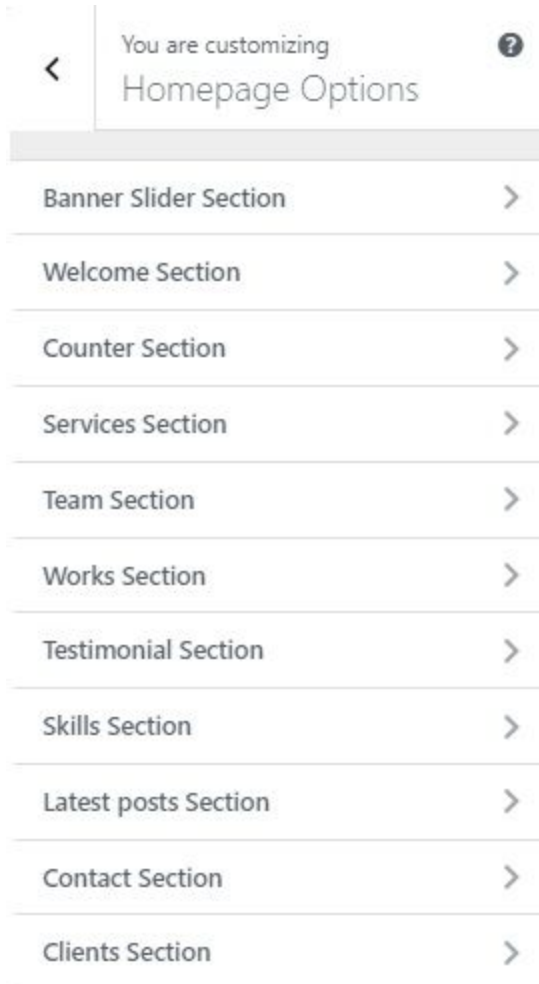 You are customizing
Homepage Options
Banner Slider Section
Welcome Section
Counter Section
Services Section
Team Section
Works Section
Testimonial Section
Skills Section
Latest posts Section
Contact Section
Clients Section